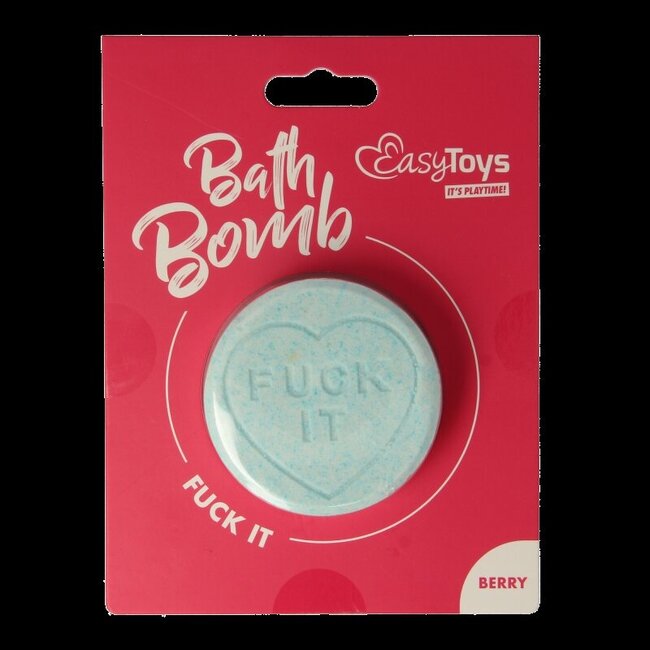 Bath
Bomb
EasyToys
IT'S PLAYTIME!
FUCK
IT
FUCK IT
BERRY